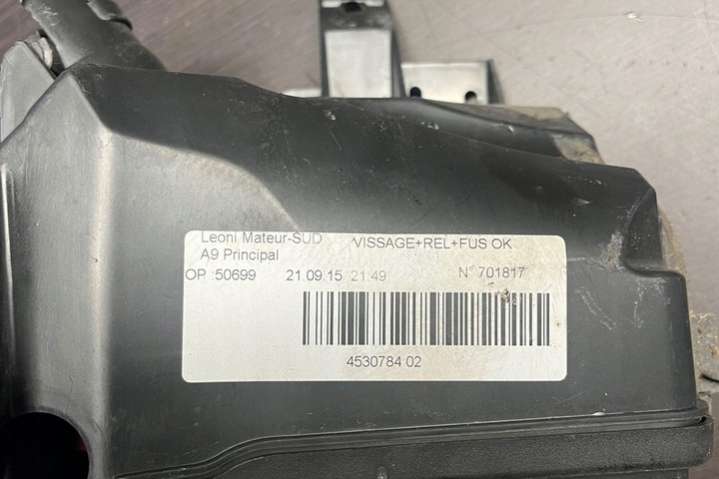 Leoni Mateur-SUD VISSAGE+REL+FUS OK
A9 Principal
OP :50699 21.09.15 21:49 N° 701817
4530784 02